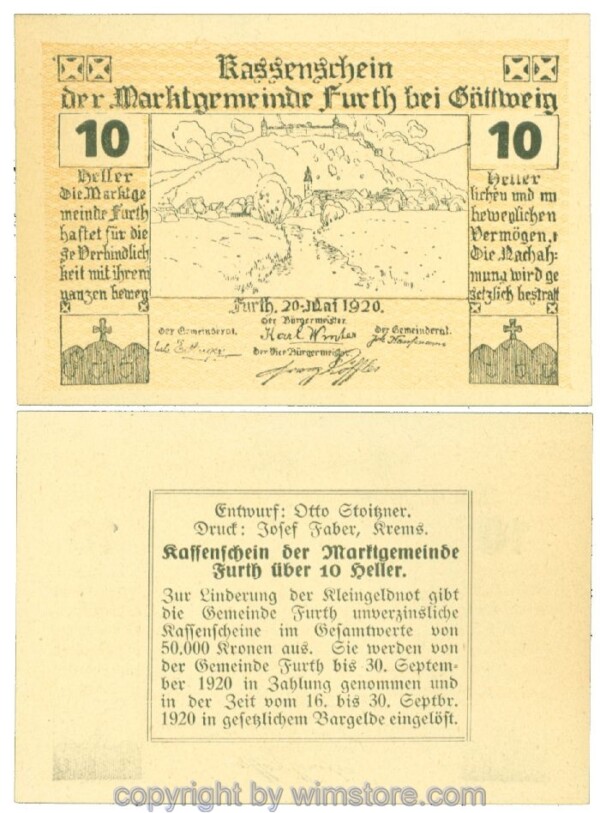 Kassenschein
der Marktgemeinde Furth bei Göttweig
10
Heller
Die Marktge
meinde Furth
haftet für die
se Verbindlich
keit mit ihrem
ganzen beweg
10
Heller
lichen und un
beweglichen
Vermögen.
Die Nachah-
mung wird ge
setzlich bestraft
Furth, 20. Mai 1920.
Der Bürgermeister.
Karl Winter
Der Gemeinderat.
Der Gemeinderat.
Der Vice Bürgermeister
Entwurf: Otto Stoitzner.
Druck: Josef Faber, Krems.
Kassenschein der Marktgemeinde
Furth über 10 Heller.
Zur Linderung der Kleingeldnot gibt
die Gemeinde Furth unverzinsliche
Kassenscheine im Gesamtwerte von
50.000 Kronen aus. Sie werden von
der Gemeinde Furth bis 30. Septem-
ber 1920 in Zahlung genommen und
in der Zeit vom 16. bis 30. Septbr.
1920 in gesetzlichem Bargelde eingelöst.
copyright by wimstore.com